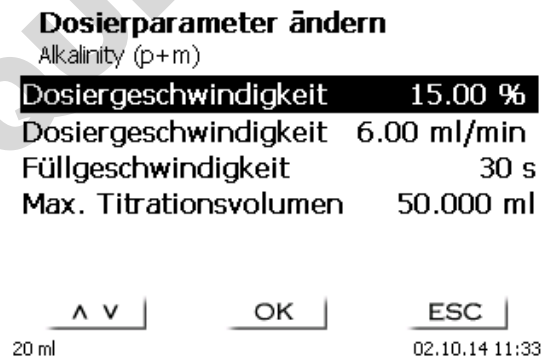 Dosierparameter ändern
Alkalinity (p+m)
Dosiergeschwindigkeit 15.00 %
Dosiergeschwindigkeit 6.00 ml/min
Füllgeschwindigkeit 30 s
Max. Titrationsvolumen 50.000 ml
∧ ∨ OK ESC
20 ml 02.10.14 11:33